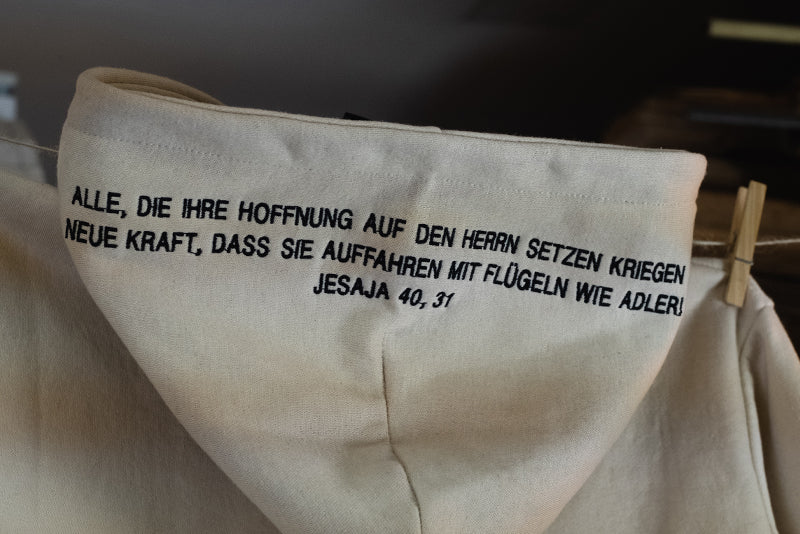 ALLE, DIE IHRE HOFFNUNG AUF DEN HERRN SETZEN KRIEGEN
NEUE KRAFT, DASS SIE AUFFAHREN MIT FLÜGELN WIE ADLER!
JESAJA 40, 31